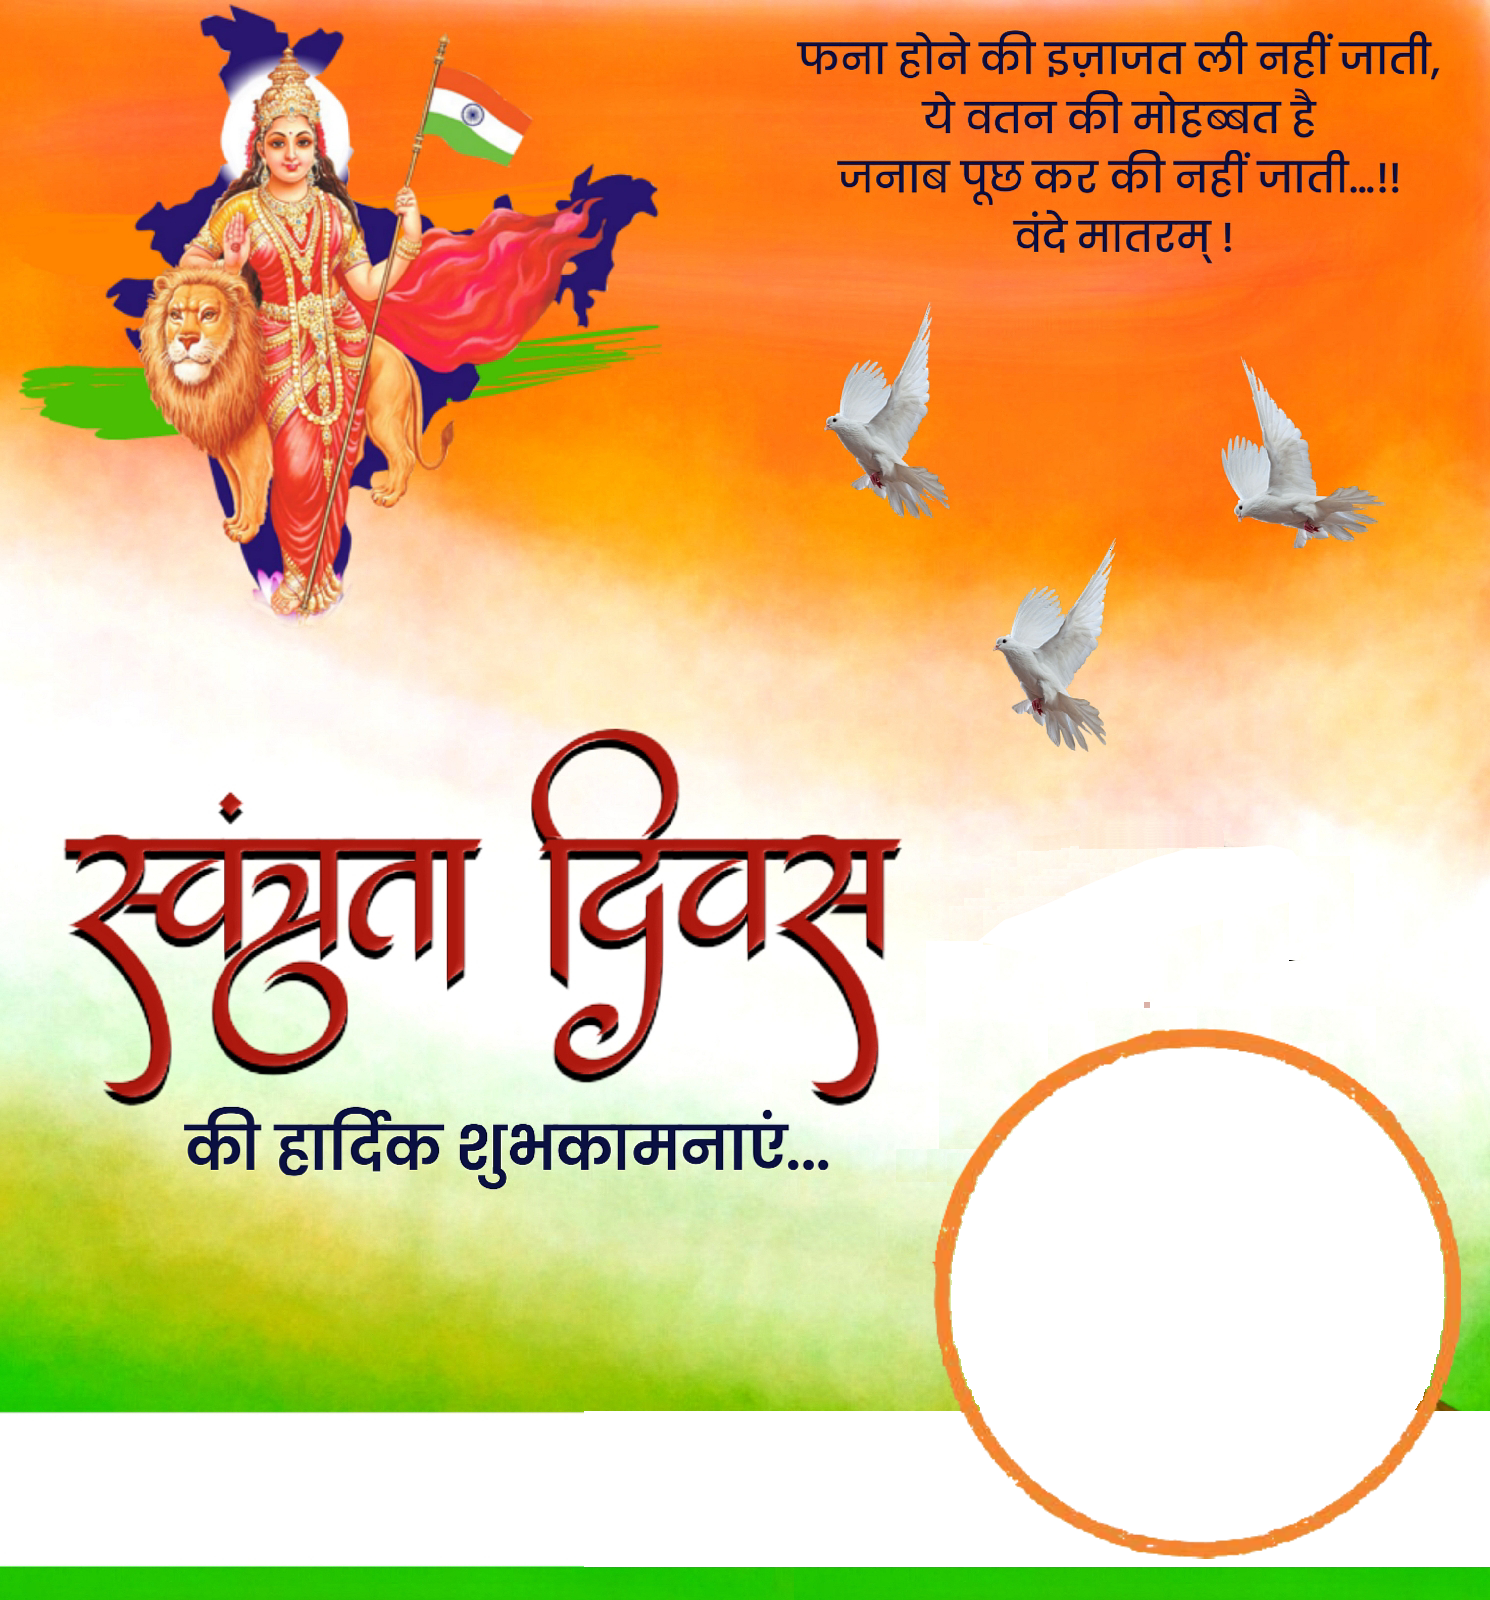 फना होने की इज़ाजत ली नहीं जाती,
ये वतन की मोहब्बत है
जनाब पूछ कर की नहीं जाती...!!
वंदे मातरम् !
स्वंत्रता दिवस
की हार्दिक शुभकामनाएं...